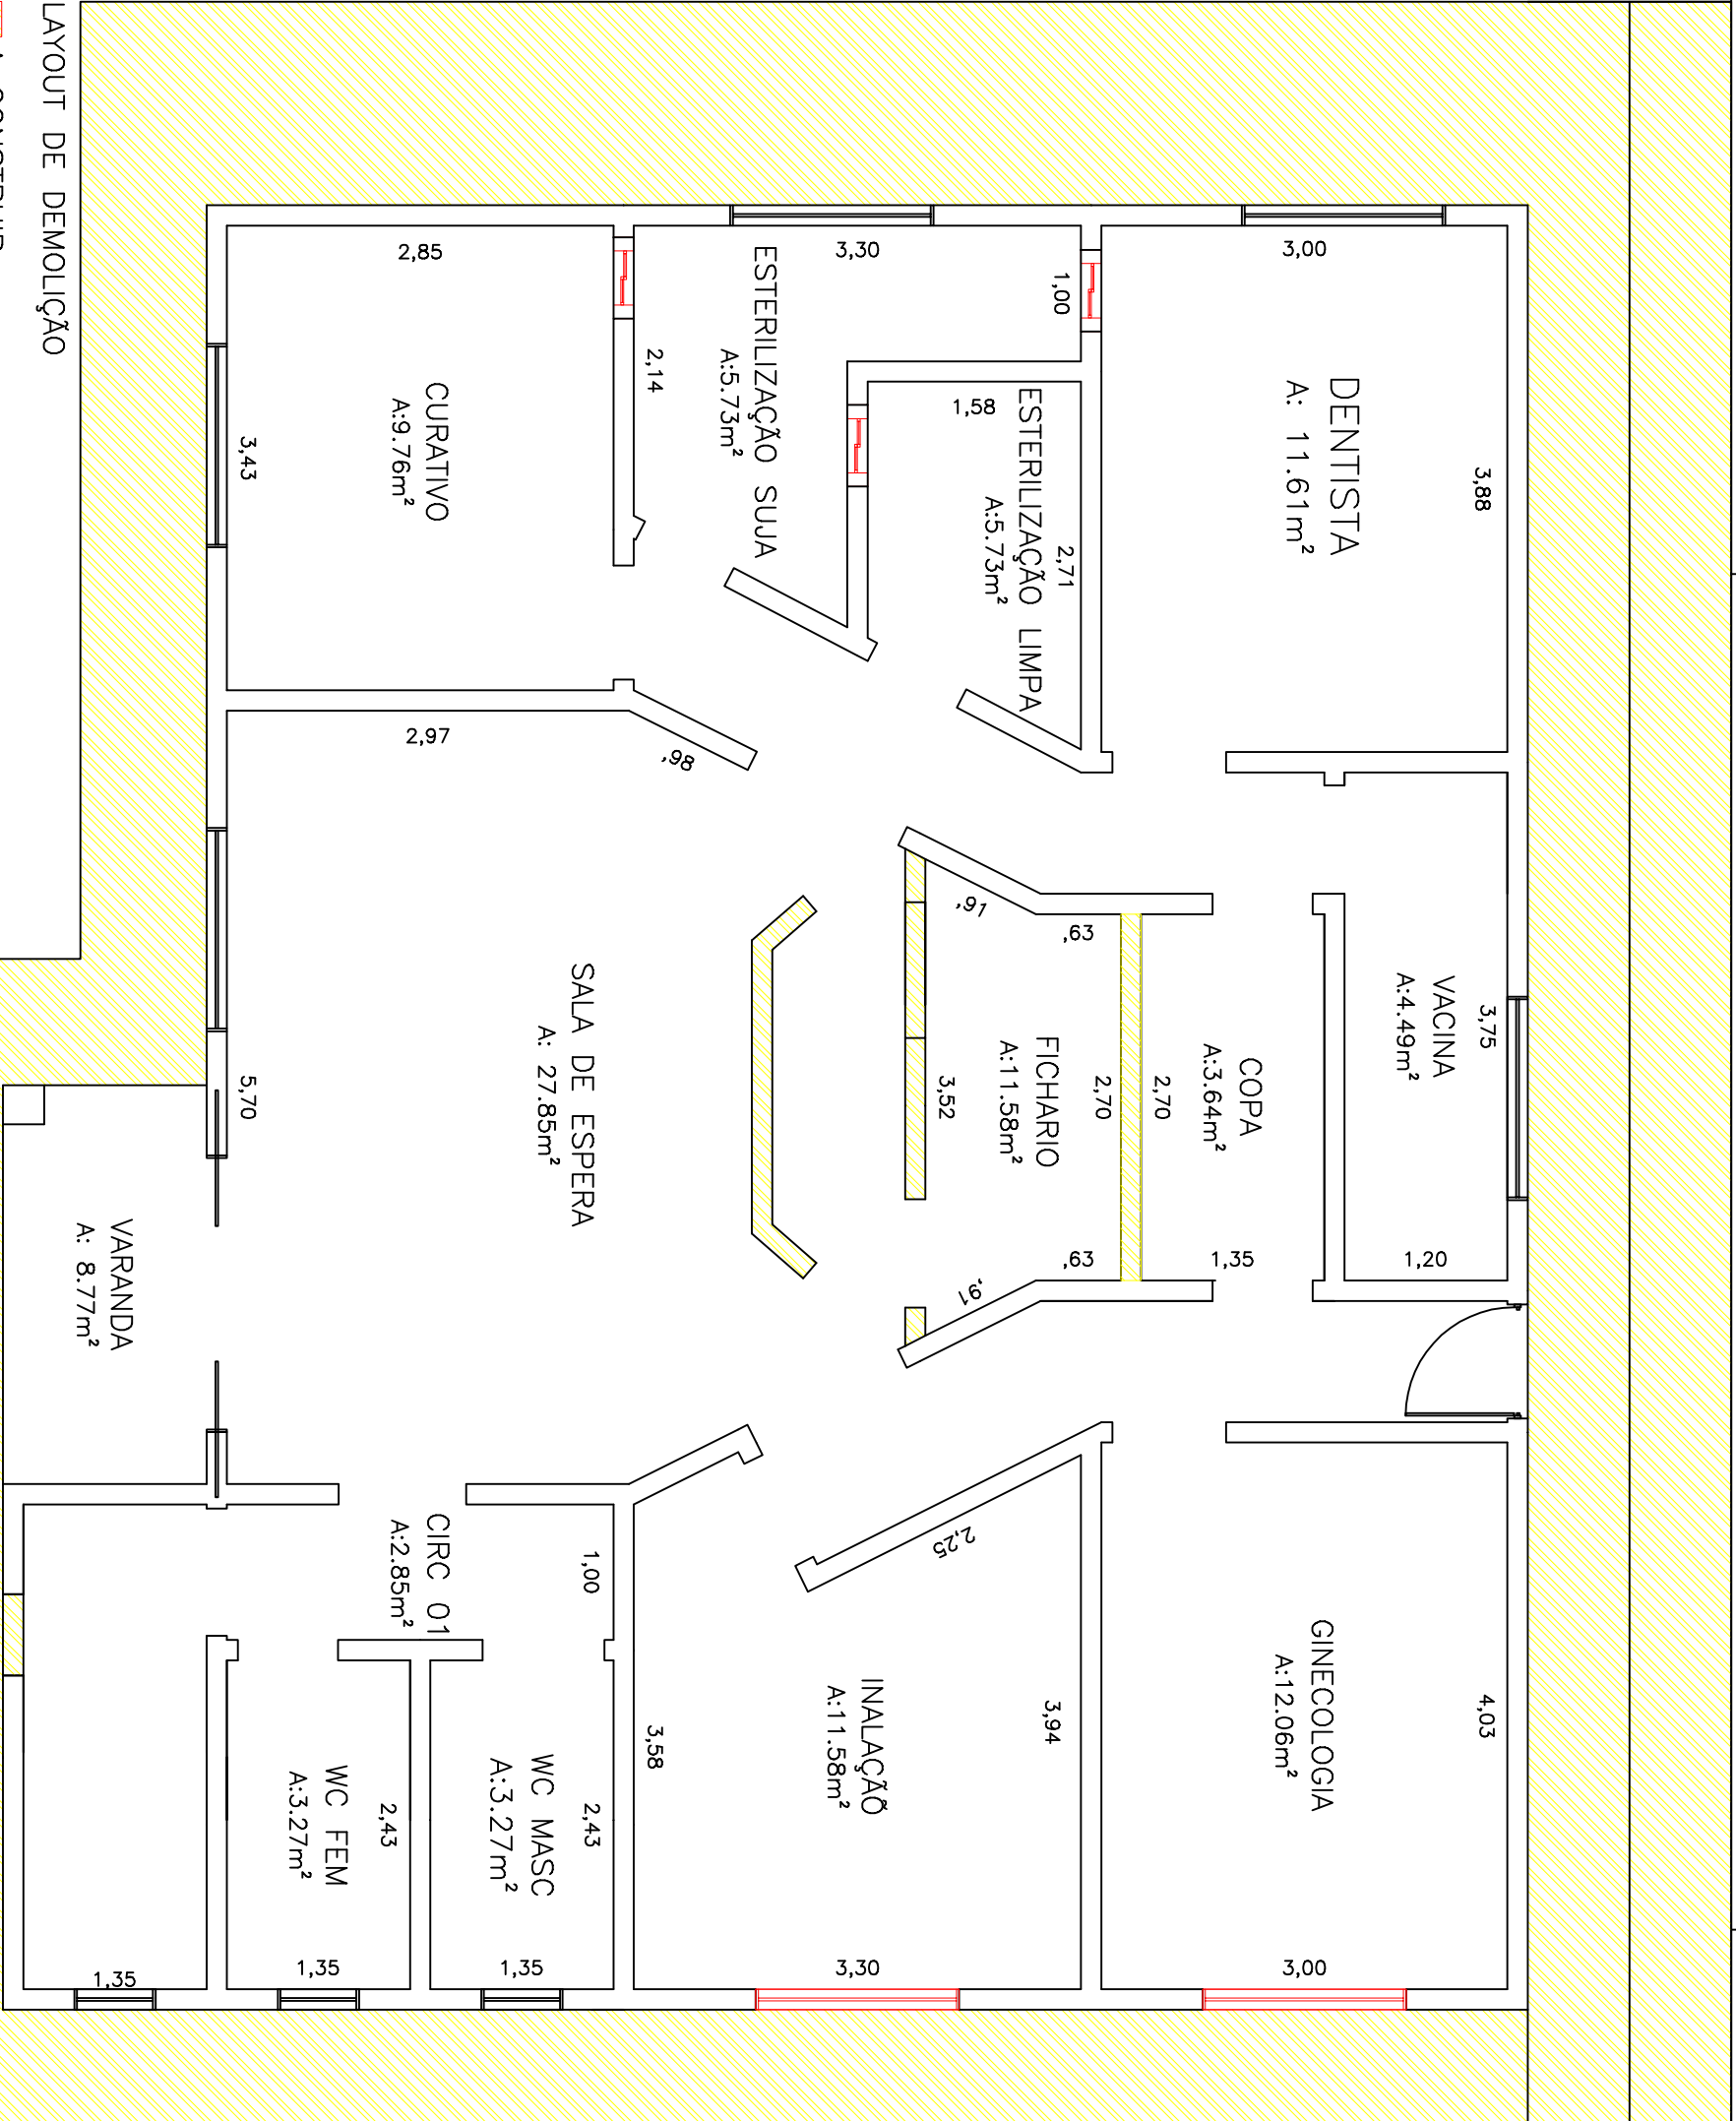 LAYOUT DE DEMOLIÇÃO
A CONSTRUIR
DENTISTA
A: 11.61m²
3,00
3,88
ESTERILIZAÇÃO SUJA
A:5.73m²
3,30
1,00
2,14
ESTERILIZAÇÃO LIMPA
A:5.73m²
1,58
2,71
CURATIVO
A:9.76m²
2,85
3,43
VACINA
A:4.49m²
3,75
1,20
COPA
A:3.64m²
2,70
1,35
FICHARIO
A:11.58m²
2,70
3,52
,63
,91
,63
,91
SALA DE ESPERA
A: 27.85m²
2,97
,98
5,70
VARANDA
A: 8.77m²
GINECOLOGIA
A:12.06m²
4,03
3,00
INALAÇÃO
A:11.58m²
3,94
2,25
3,58
3,30
CIRC 01
A:2.85m²
1,00
WC MASC
A:3.27m²
2,43
1,35
WC FEM
A:3.27m²
2,43
1,35
1,35